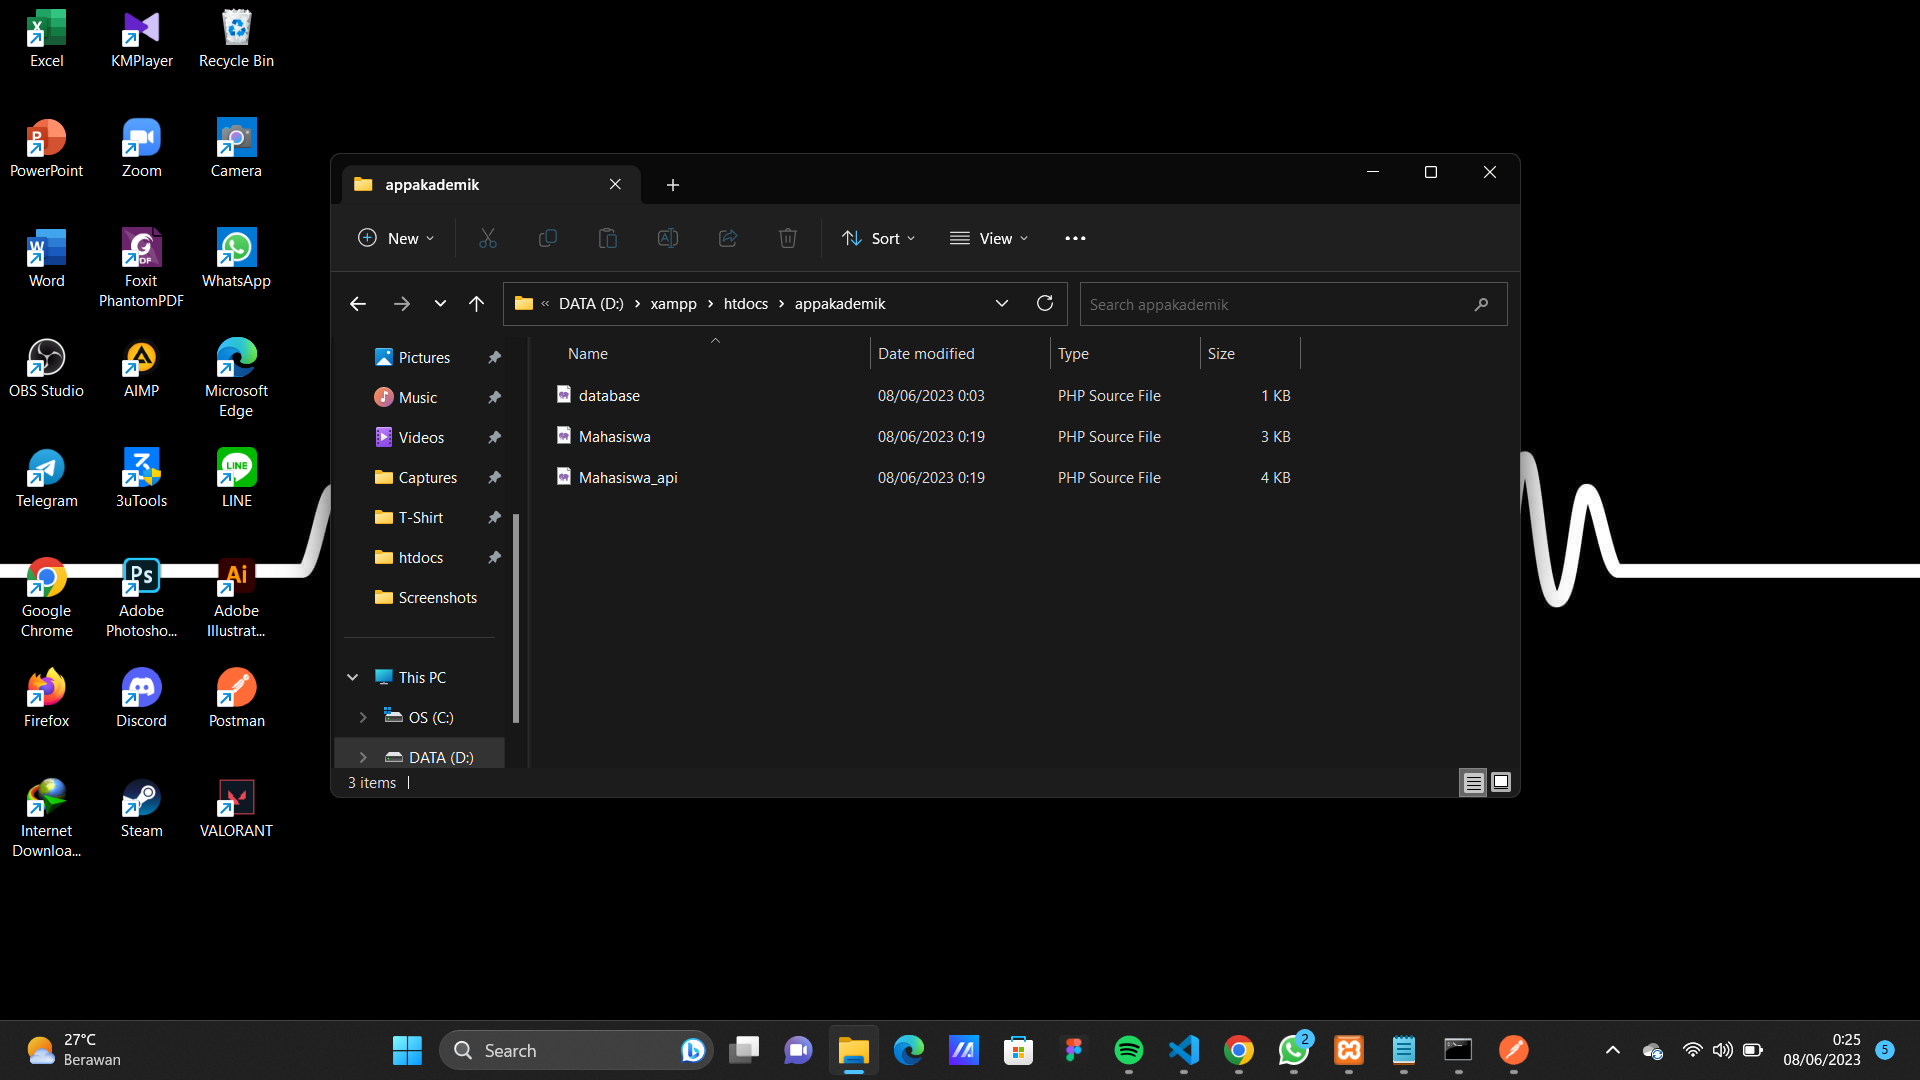 Excel
KMPlayer
Recycle Bin
PowerPoint
Zoom
Camera
Word
Foxit
PhantomPDF
WhatsApp
OBS Studio
AIMP
Microsoft
Edge
Telegram
3uTools
LINE
Google
Chrome
Adobe
Photosho...
Adobe
Illustrat...
Firefox
Discord
Postman
Internet
Downloa...
Steam
VALORANT
appakademik
New
Sort
View
« DATA (D:) › xampp › htdocs › appakademik
Search appakademik
Pictures
Music
Videos
Captures
T-Shirt
htdocs
Screenshots
This PC
OS (C:)
DATA (D:)
Name Date modified Type Size
database 08/06/2023 0:03 PHP Source File 1 KB
Mahasiswa 08/06/2023 0:19 PHP Source File 3 KB
Mahasiswa_api 08/06/2023 0:19 PHP Source File 4 KB
3 items
27°C
Berawan
Search
2
0:25
08/06/2023
5